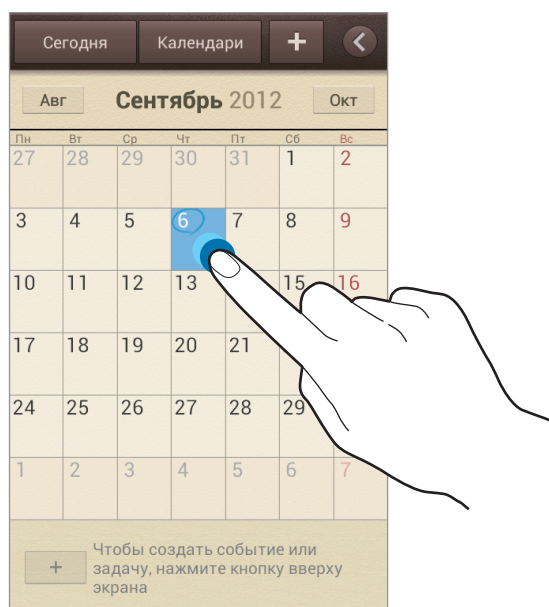 Сегодня Календари +
Авг Сентябрь 2012 Окт
Пн Вт Ср Чт Пт Сб Вс
27 28 29 30 31 1 2
3 4 5 6 7 8 9
10 11 12 13 15 16
17 18 19 20 21
24 25 26 27 28 29
1 2 3 4 5 6 7
+ Чтобы создать событие или
задачу, нажмите кнопку вверху
экрана